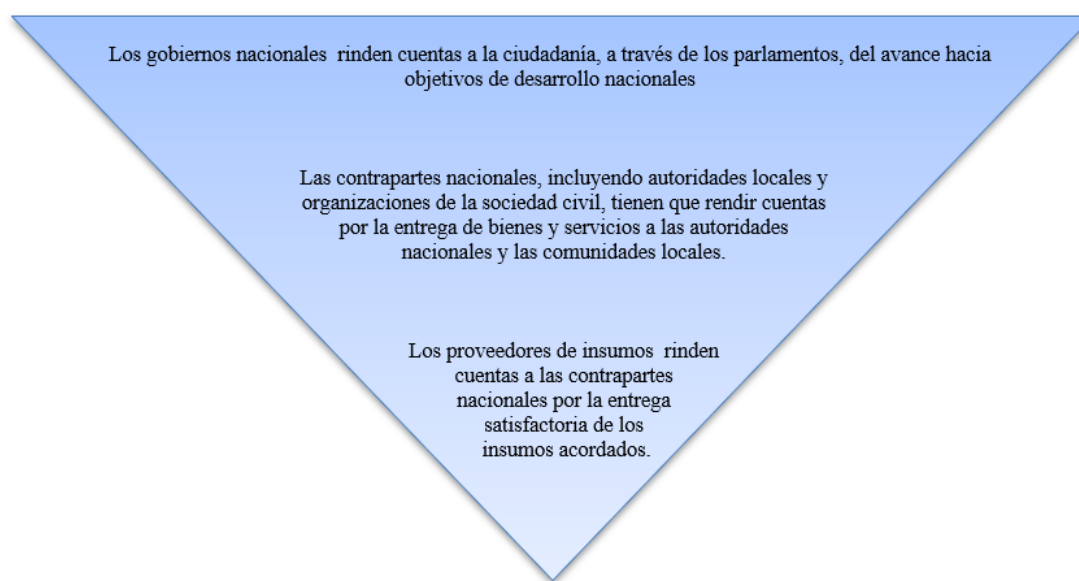 Los gobiernos nacionales  rinden cuentas a la ciudadanía, a través de los parlamentos, del avance hacia
objetivos de desarrollo nacionales
Las contrapartes nacionales, incluyendo autoridades locales y
organizaciones de la sociedad civil, tienen que rendir cuentas
por la entrega de bienes y servicios a las autoridades
nacionales y las comunidades locales.
Los proveedores de insumos  rinden
cuentas a las contrapartes
nacionales por la entrega
satisfactoria de los
insumos acordados.